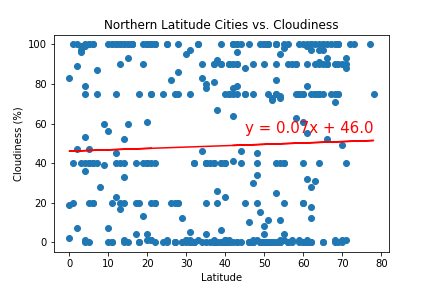 Northern Latitude Cities vs. Cloudiness
100
80
60
40
20
0
Cloudiness (%)
y = 0.07x + 46.0
0 10 20 30 40 50 60 70 80
Latitude